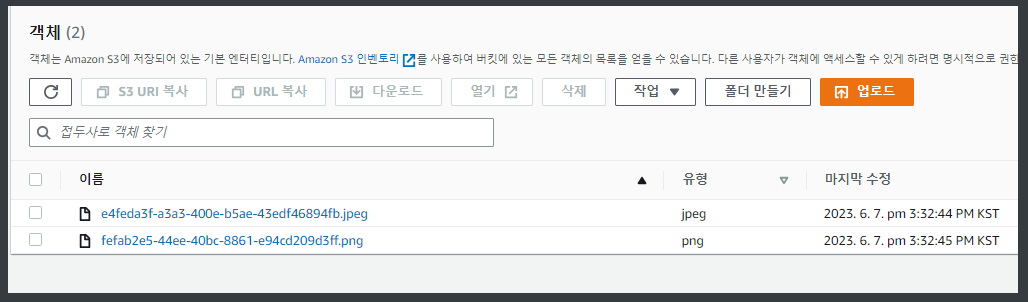 객체 (2)
객체는 Amazon S3에 저장되어 있는 기본 엔터티입니다. Amazon S3 인벤토리 를 사용하여 버킷에 있는 모든 객체의 목록을 얻을 수 있습니다. 다른 사용자가 객체에 액세스할 수 있게 하려면 명시적으로 권한
S3 URI 복사 URL 복사 다운로드 열기 삭제 작업 폴더 만들기 업로드
접두사로 객체 찾기
이름 유형 마지막 수정
e4feda3f-a3a3-400e-b5ae-43edf46894fb.jpeg jpeg 2023. 6. 7. pm 3:32:44 PM KST
fefab2e5-44ee-40bc-8861-e94cd209d3ff.png png 2023. 6. 7. pm 3:32:45 PM KST